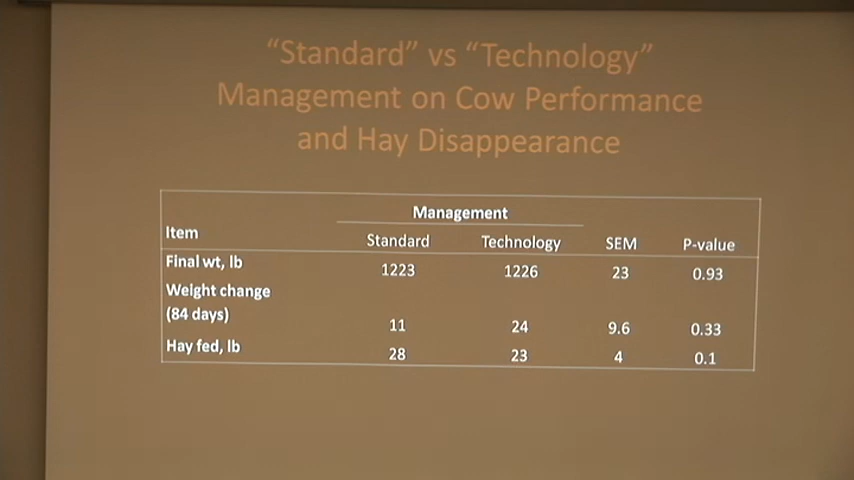 “Standard” vs “Technology”
Management on Cow Performance
and Hay Disappearance
Management
Item Standard Technology SEM P-value
Final wt, lb 1223 1226 23 0.93
Weight change
(84 days) 11 24 9.6 0.33
Hay fed, lb 28 23 4 0.1